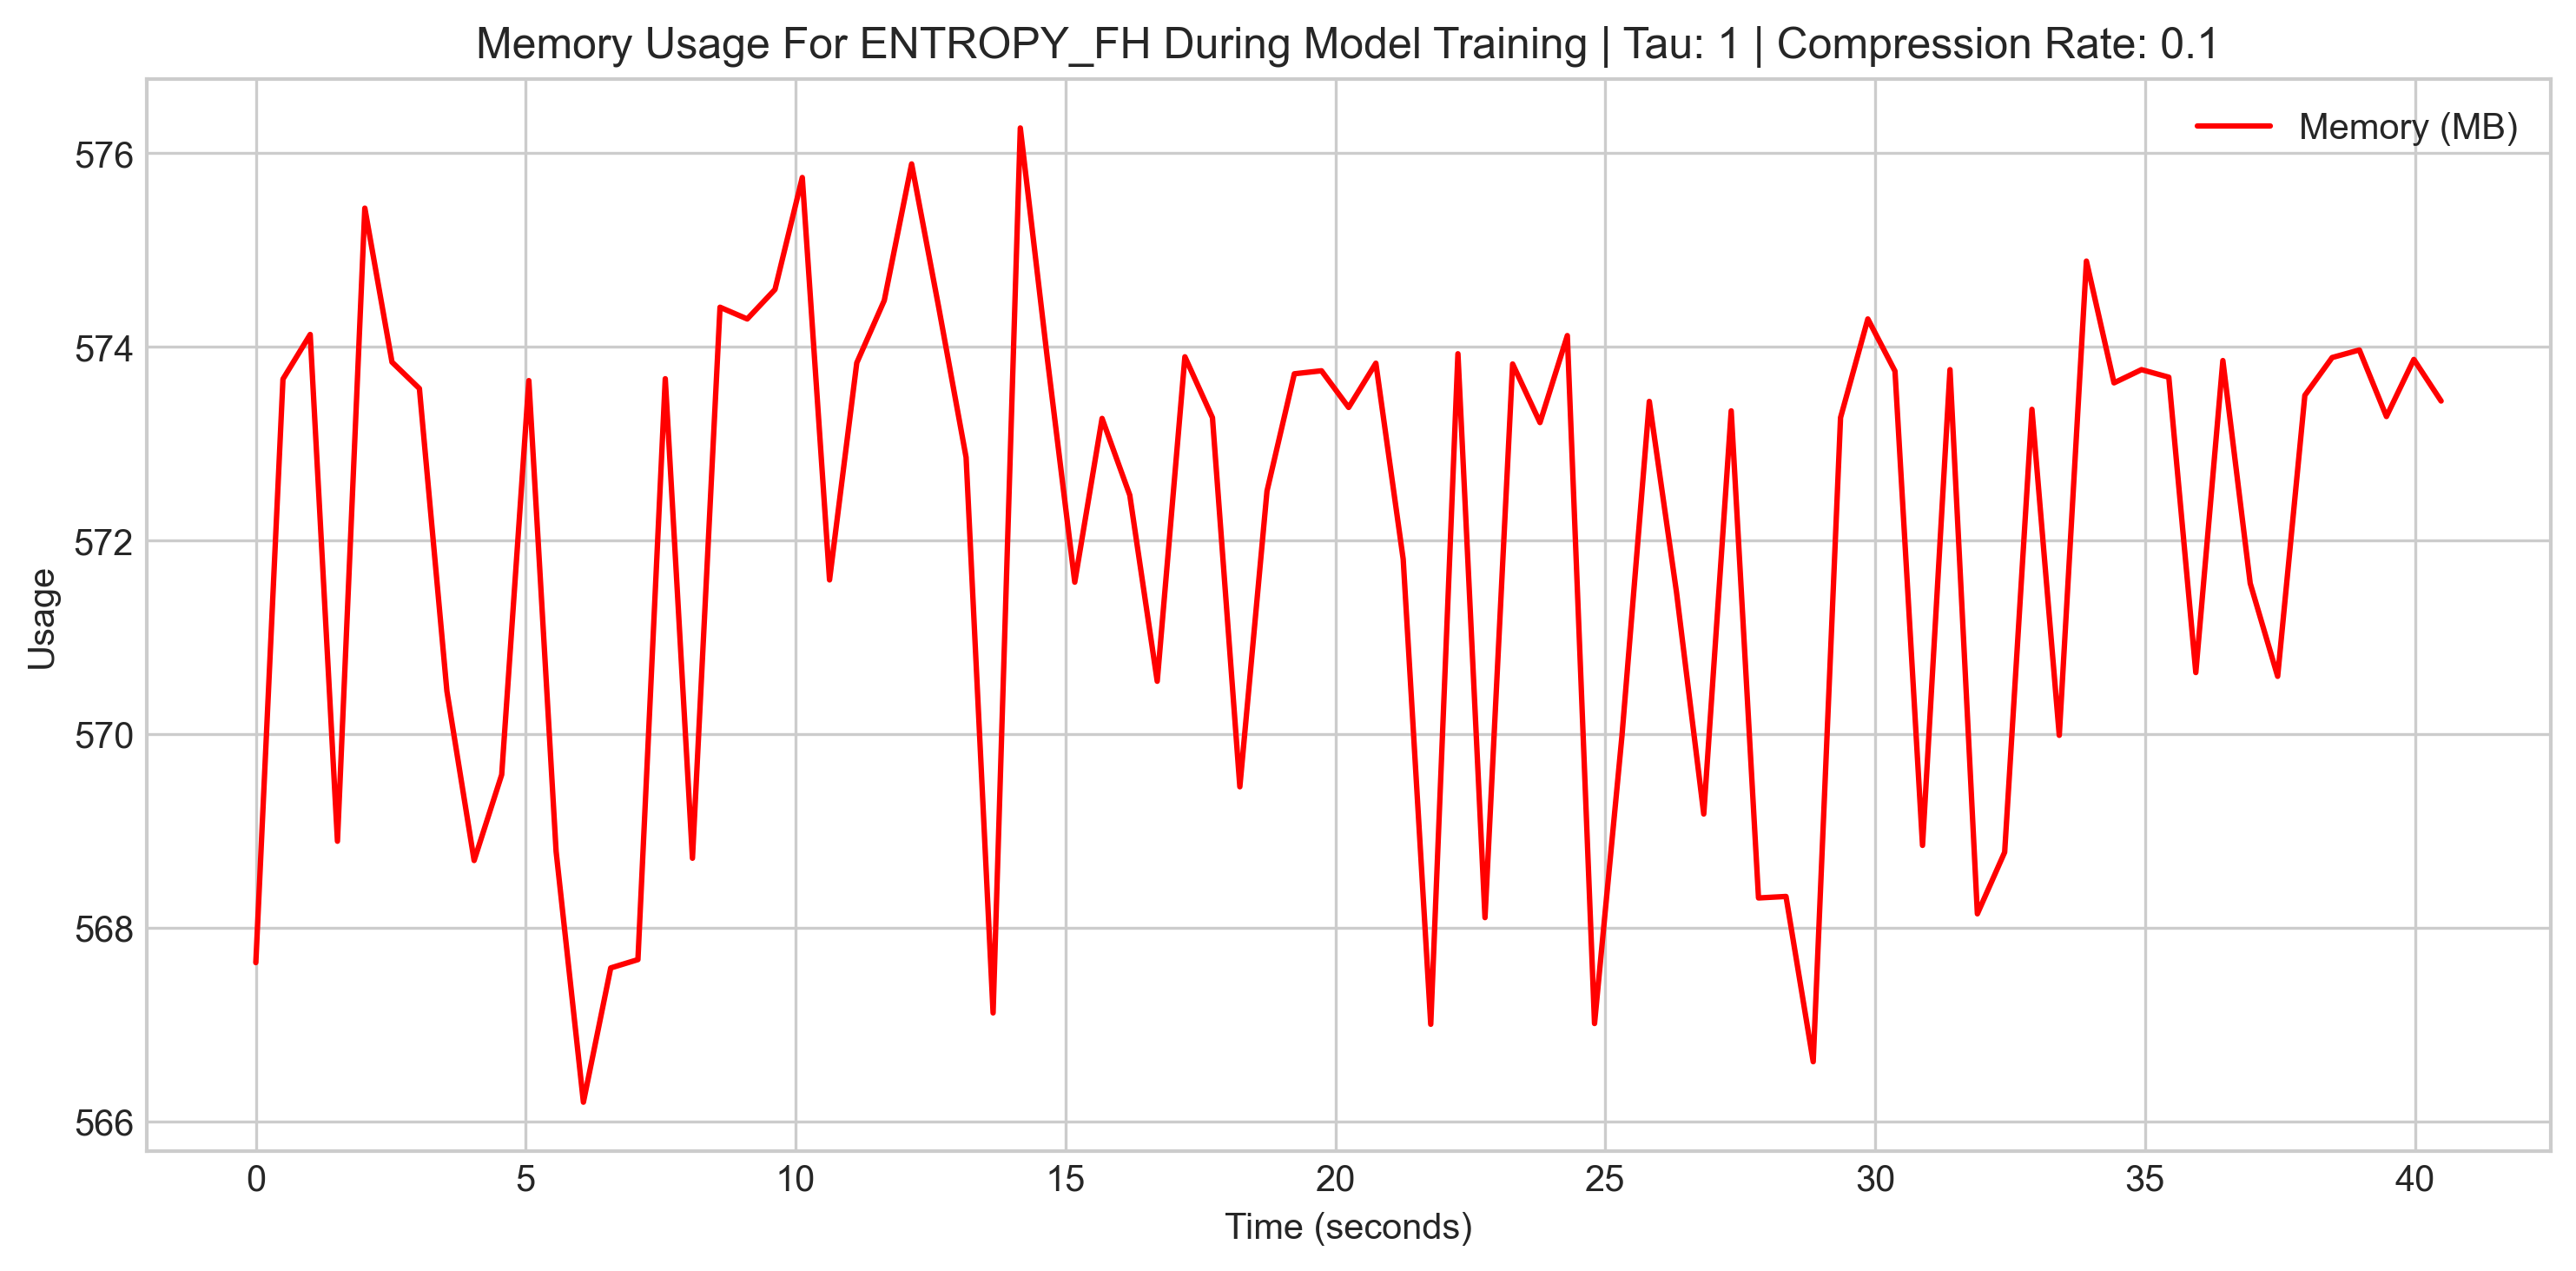 Memory Usage For ENTROPY_FH During Model Training | Tau: 1 | Compression Rate: 0.1
Memory (MB)
576
574
572
570
568
566
Usage
0 5 10 15 20 25 30 35 40
Time (seconds)